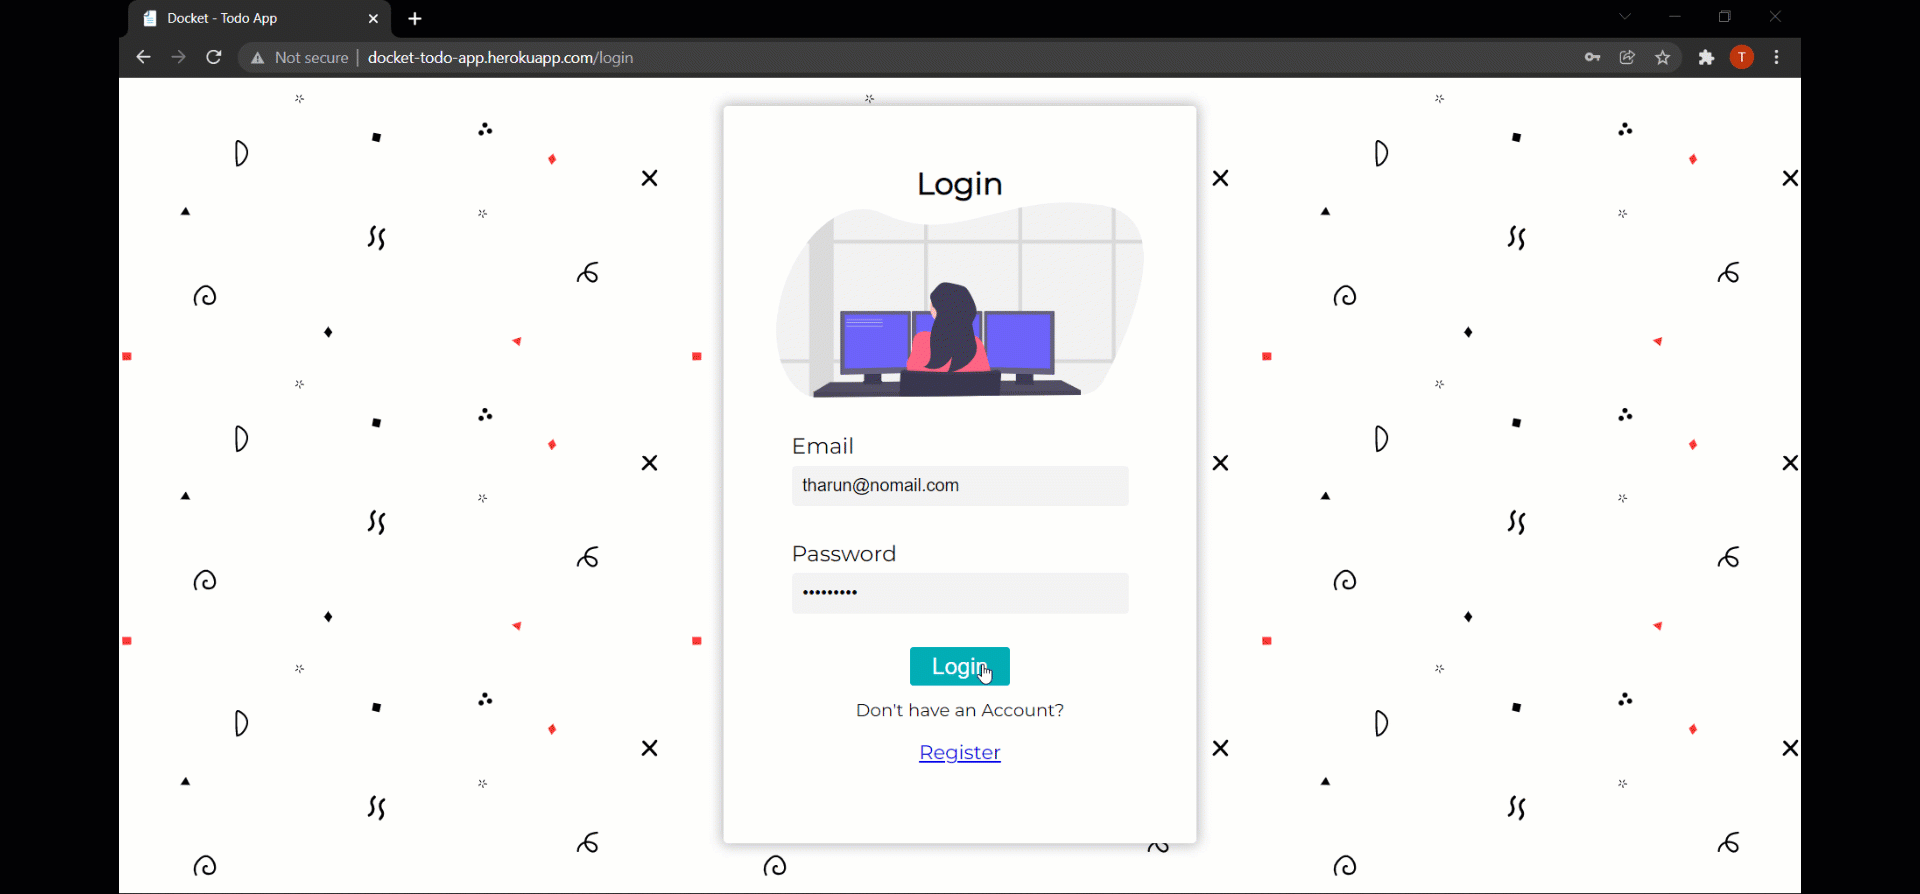 Docket - Todo App
Not secure
docket-todo-app.herokuapp.com/login
T
Login
Email
tharun@nomail.com
Password
•••••••••
Login
Don't have an Account?
Register